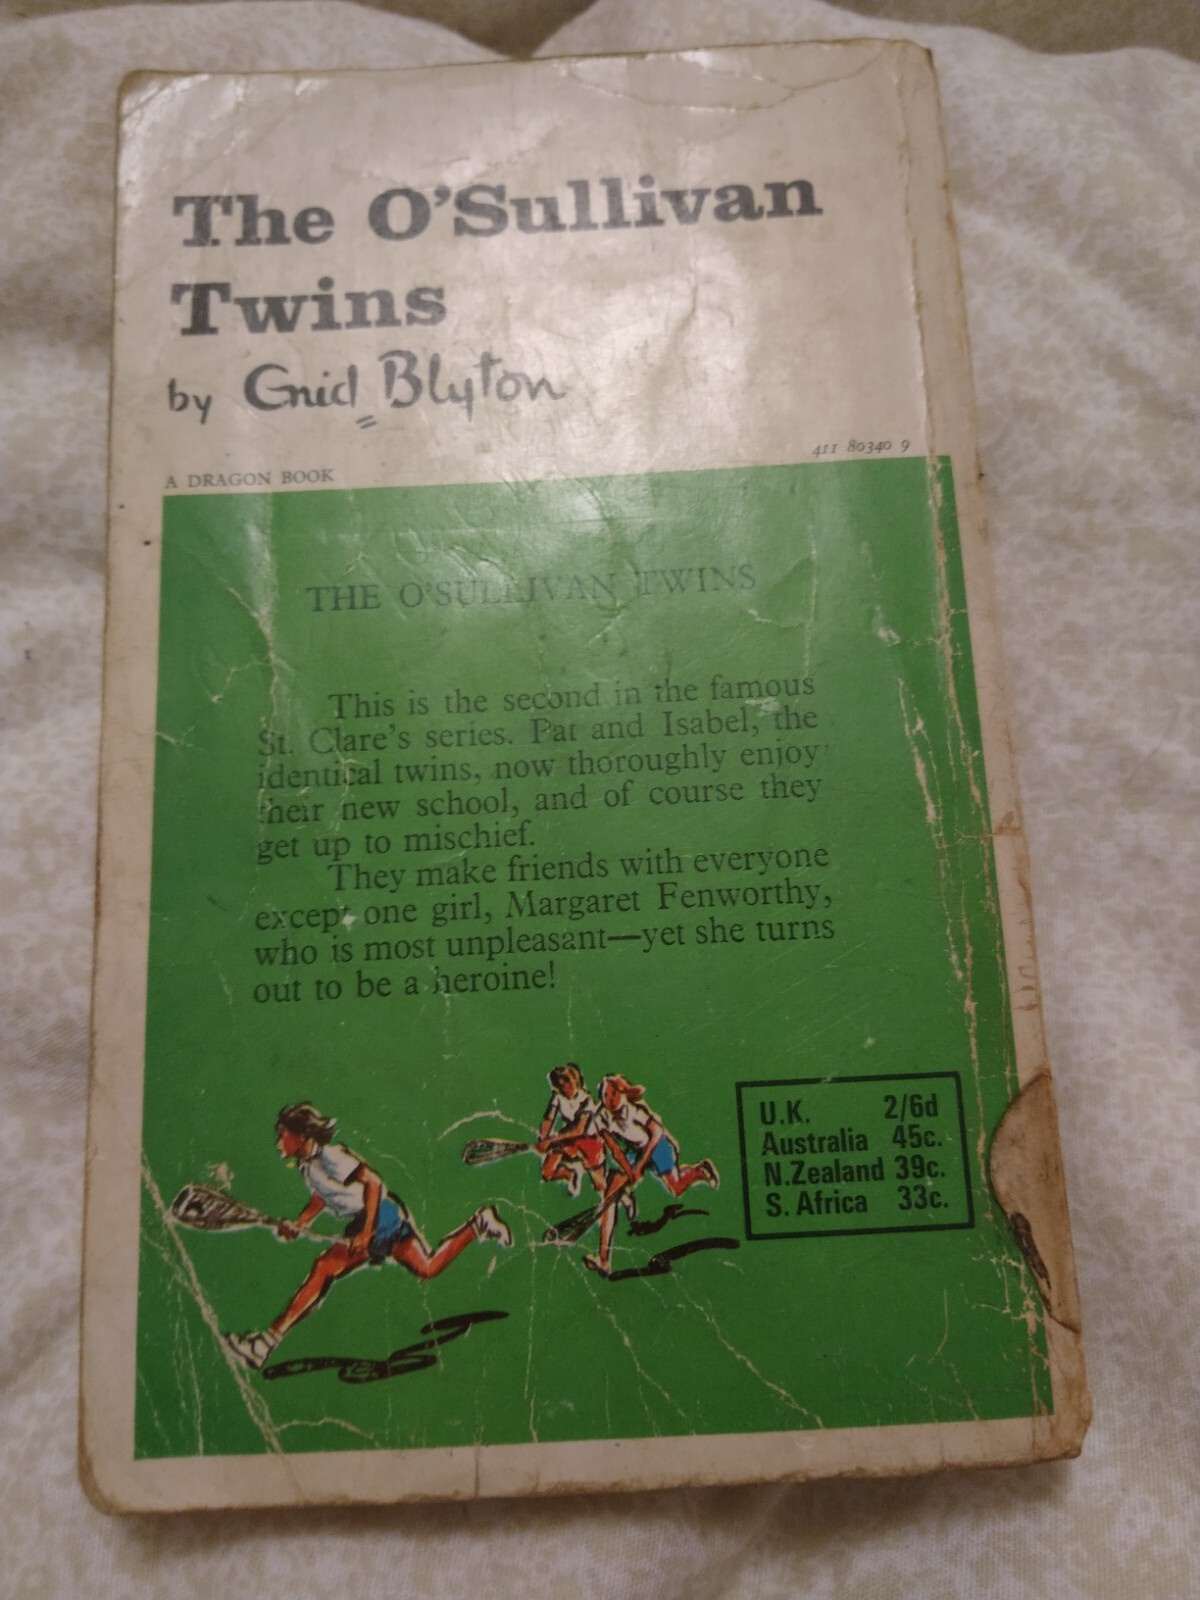 The O'Sullivan
Twins
by Enid Blyton
411 80340 9
A DRAGON BOOK
THE O'SULLIVAN TWINS
This is the second in the famous
St. Clare's series. Pat and Isabel, the
identical twins, now thoroughly enjoy
their new school, and of course they
get up to mischief.
They make friends with everyone
except one girl, Margaret Fenworthy,
who is most unpleasant—yet she turns
out to be a heroine!
U.K. 2/6d
Australia 45c.
N.Zealand 39c.
S. Africa 33c.